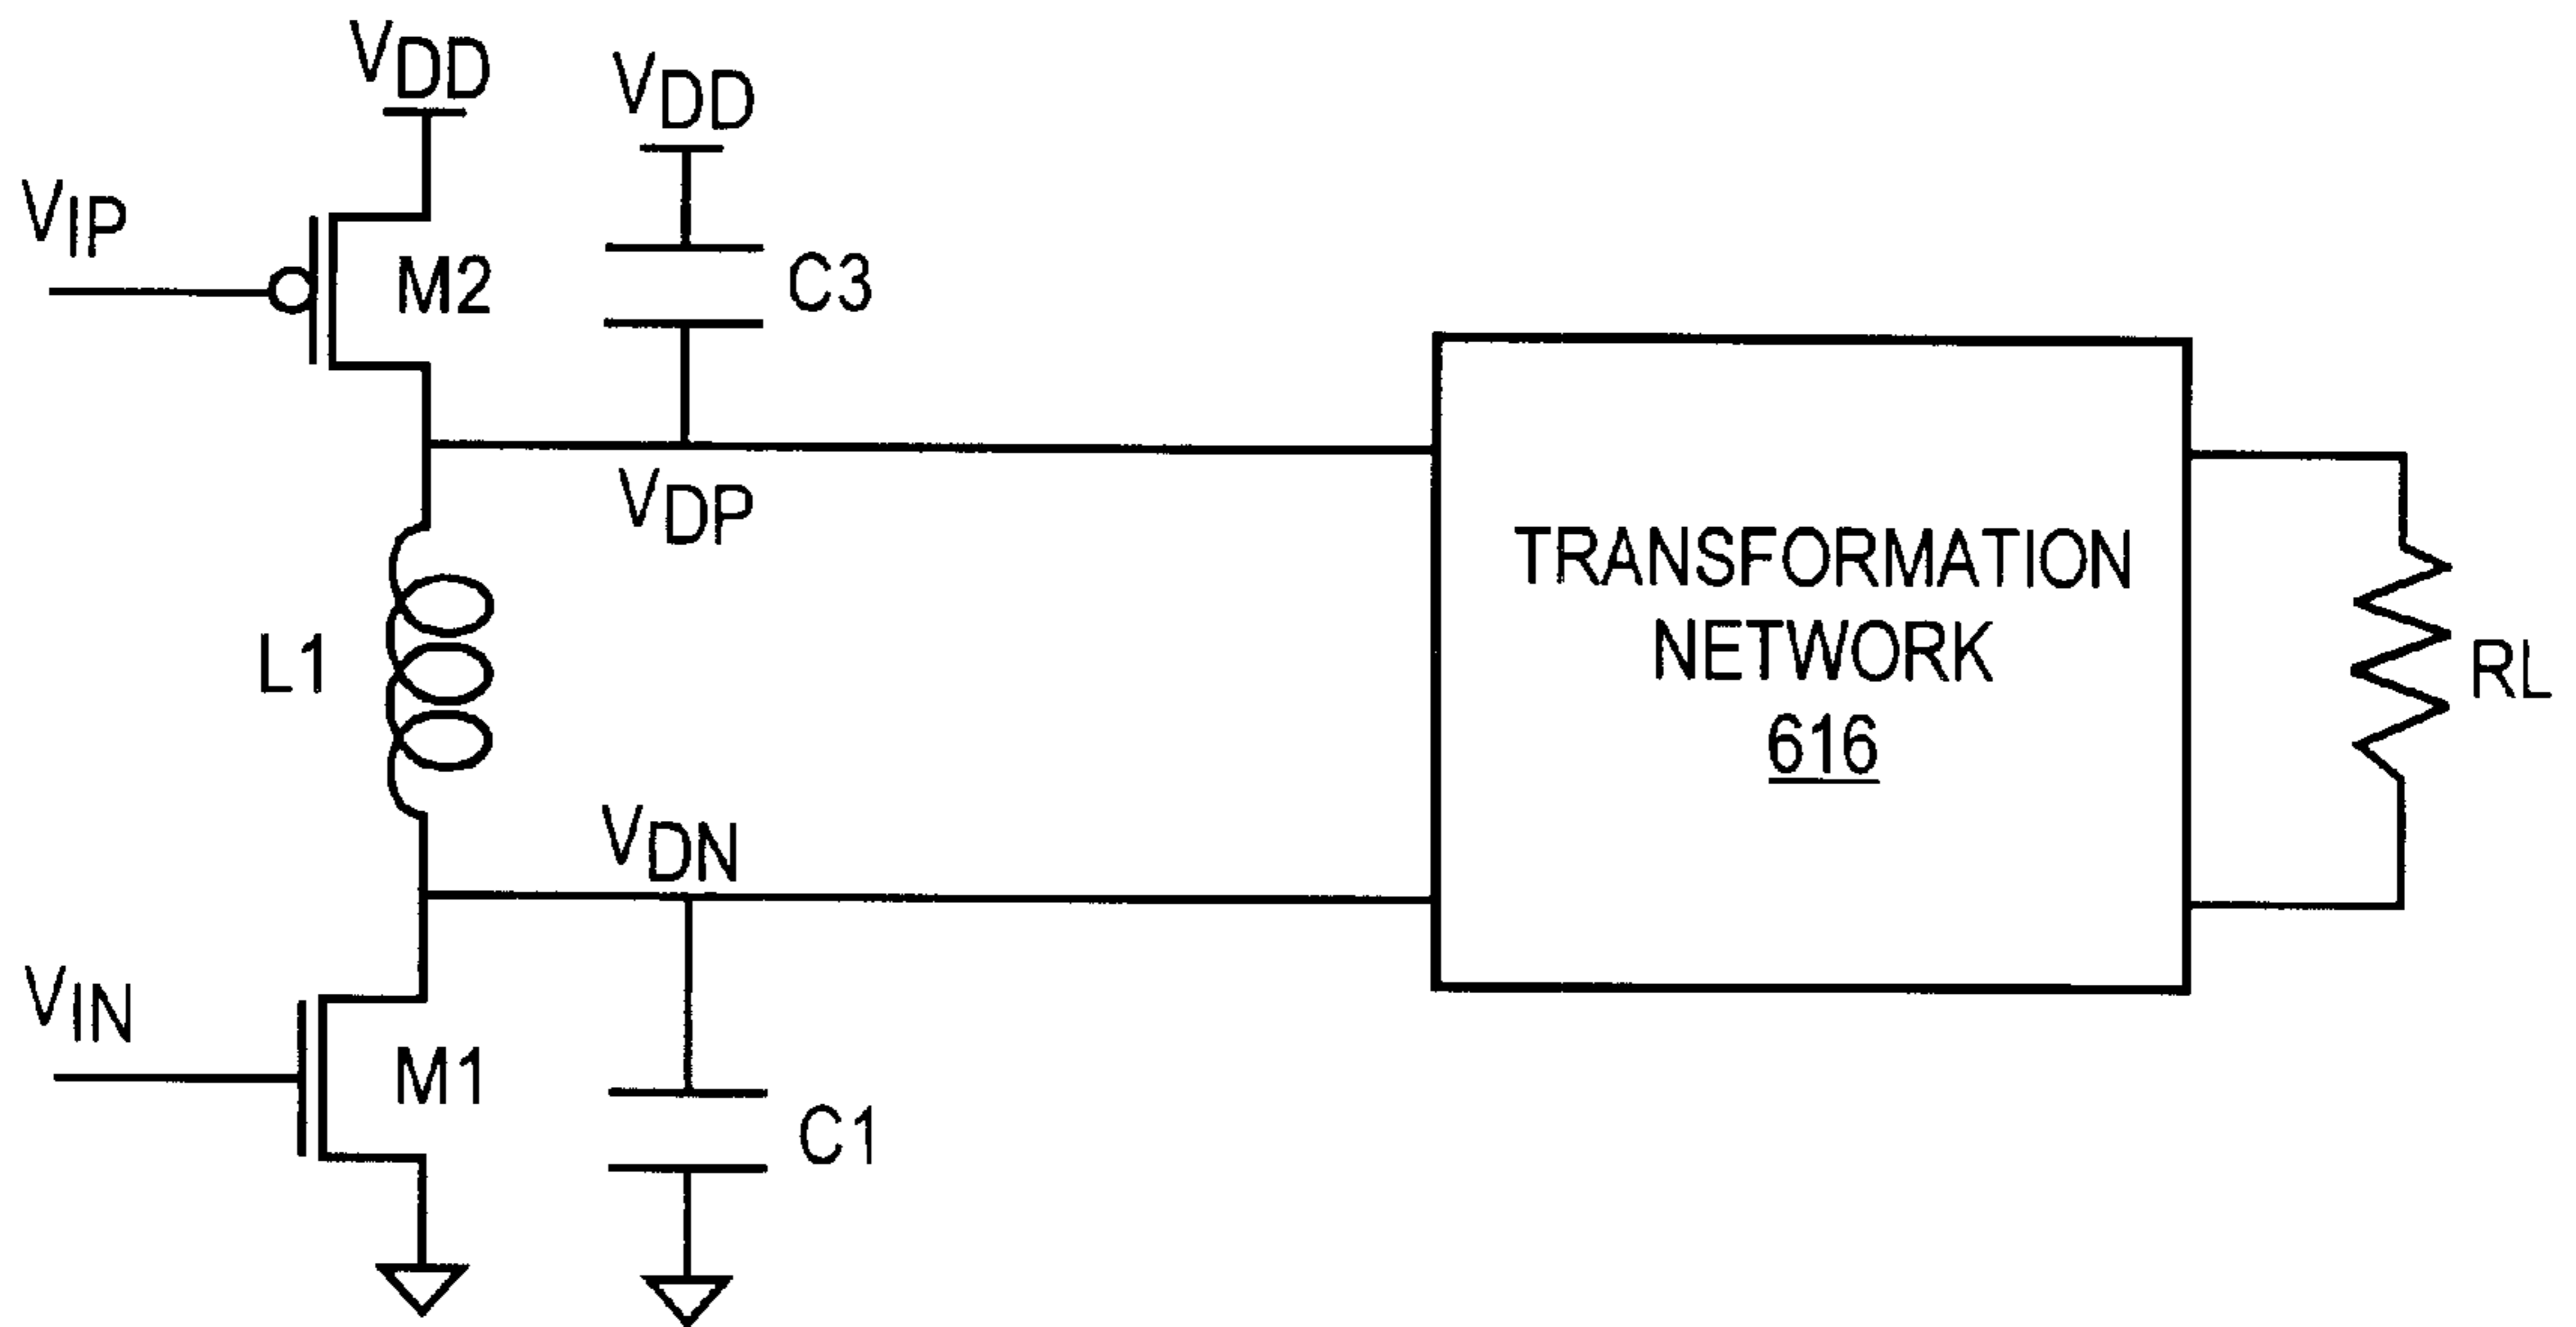 VDD
VDD
VIP
M2
C3
VDP
TRANSFORMATION
NETWORK
616
L1
RL
VDN
VIN
M1
C1